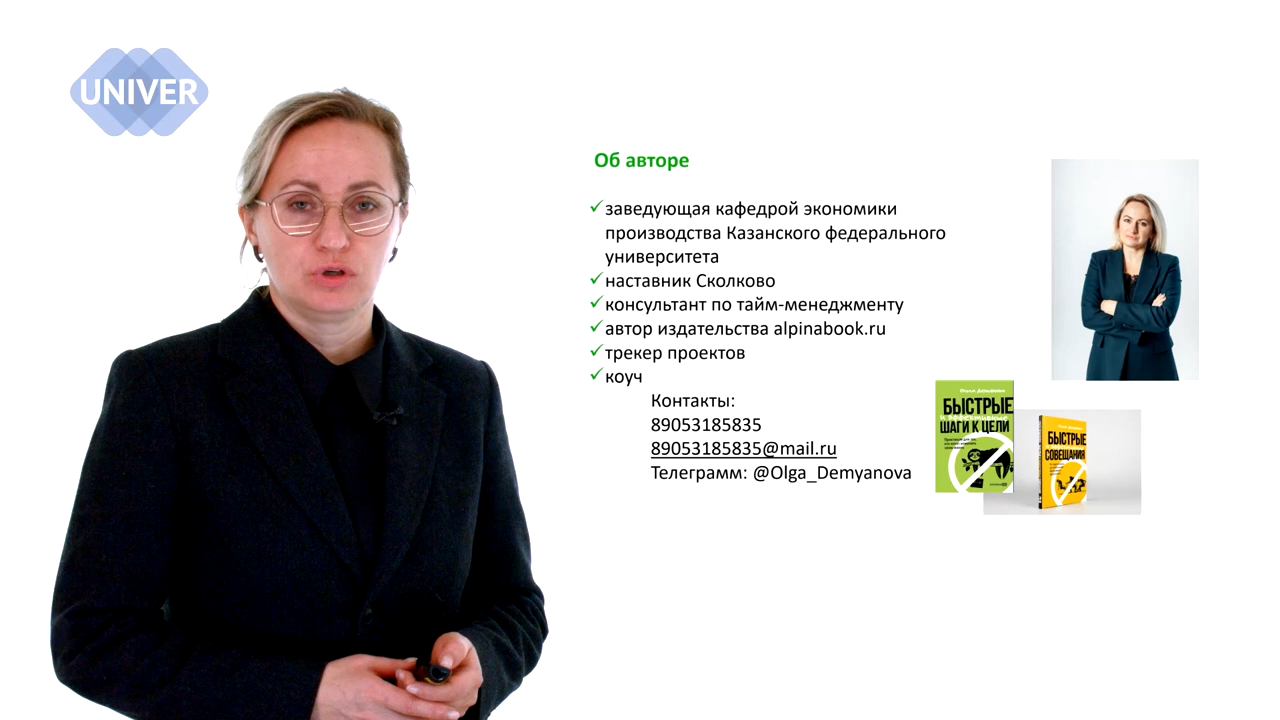 UNIVER
Об авторе
заведующая кафедрой экономики
производства Казанского федерального
университета
наставник Сколково
консультант по тайм-менеджменту
автор издательства alpinabook.ru
трекер проектов
коуч
Контакты:
89053185835
89053185835@mail.ru
Телеграмм: @Olga_Demyanova
БЫСТРЫЕ
и эффективные
ШАГИ К ЦЕЛИ
БЫСТРЫЕ
СОВЕЩАНИЯ